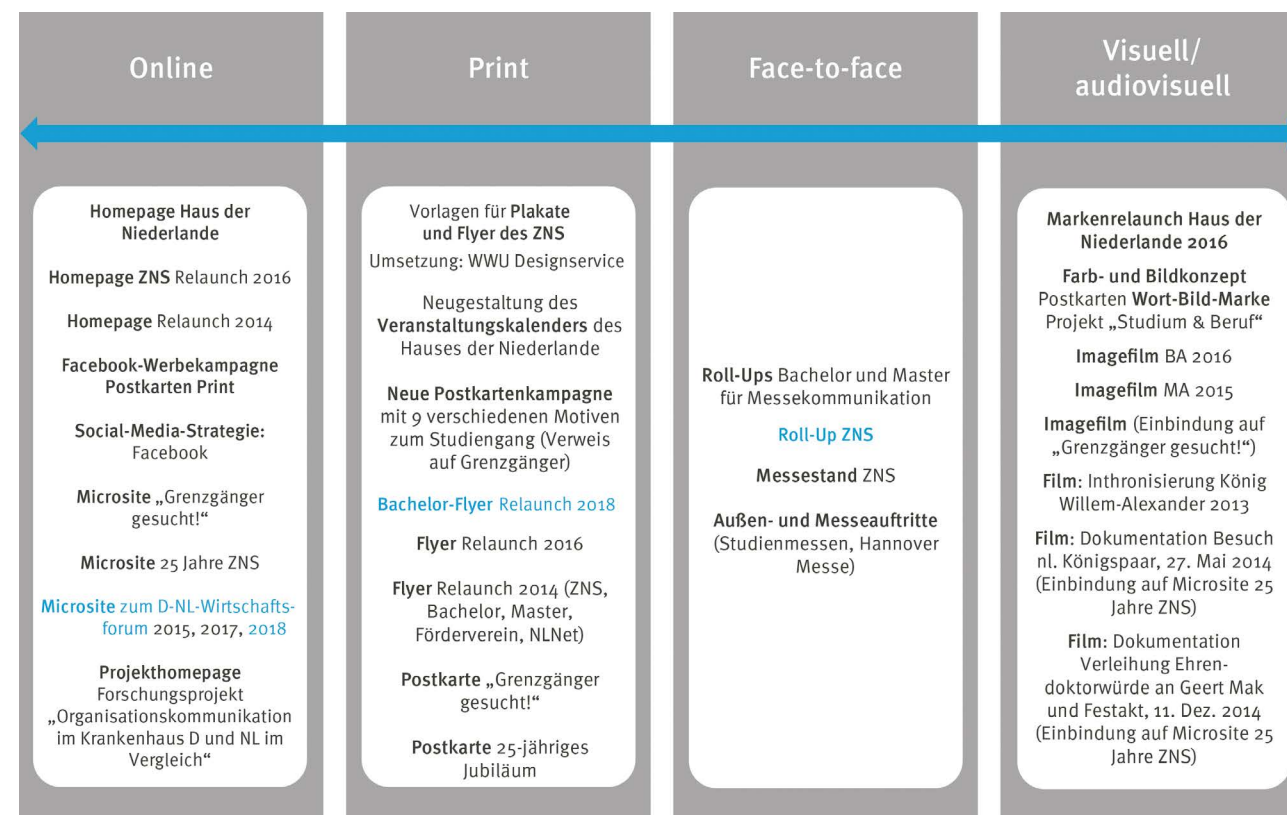 Online
Homepage Haus der
Niederlande
Homepage ZNS Relaunch 2016
Homepage Relaunch 2014
Facebook-Werbekampagne
Postkarten Print
Social-Media-Strategie:
Facebook
Microsite „Grenzgänger
gesucht!“
Microsite 25 Jahre ZNS
Microsite zum D-NL-Wirtschafts-
forum 2015, 2017, 2018
Projekthomepage
Forschungsprojekt
„Organisationskommunikation
im Krankenhaus D und NL im
Vergleich“
Print
Vorlagen für Plakate
und Flyer des ZNS
Umsetzung: WWU Designservice
Neugestaltung des
Veranstaltungskalenders des
Hauses der Niederlande
Neue Postkartenkampagne
mit 9 verschiedenen Motiven
zum Studiengang (Verweis
auf Grenzgänger)
Bachelor-Flyer Relaunch 2018
Flyer Relaunch 2016
Flyer Relaunch 2014 (ZNS,
Bachelor, Master,
Förderverein, NLNet)
Postkarte „Grenzgänger
gesucht!“
Postkarte 25-jähriges
Jubiläum
Face-to-face
Roll-Ups Bachelor und Master
für Messekommunikation
Roll-Up ZNS
Messestand ZNS
Außen- und Messeauftritte
(Studienmessen, Hannover
Messe)
Visuell/
audiovisuell
Markenrelaunch Haus der
Niederlande 2016
Farb- und Bildkonzept
Postkarten Wort-Bild-Marke
Projekt „Studium & Beruf“
Imagefilm BA 2016
Imagefilm MA 2015
Imagefilm (Einbindung auf
„Grenzgänger gesucht!“)
Film: Inthronisierung König
Willem-Alexander 2013
Film: Dokumentation Besuch
nl. Königspaar, 27. Mai 2014
(Einbindung auf Microsite 25
Jahre ZNS)
Film: Dokumentation
Verleihung Ehren-
doktorwürde an Geert Mak
und Festakt, 11. Dez. 2014
(Einbindung auf Microsite 25
Jahre ZNS)